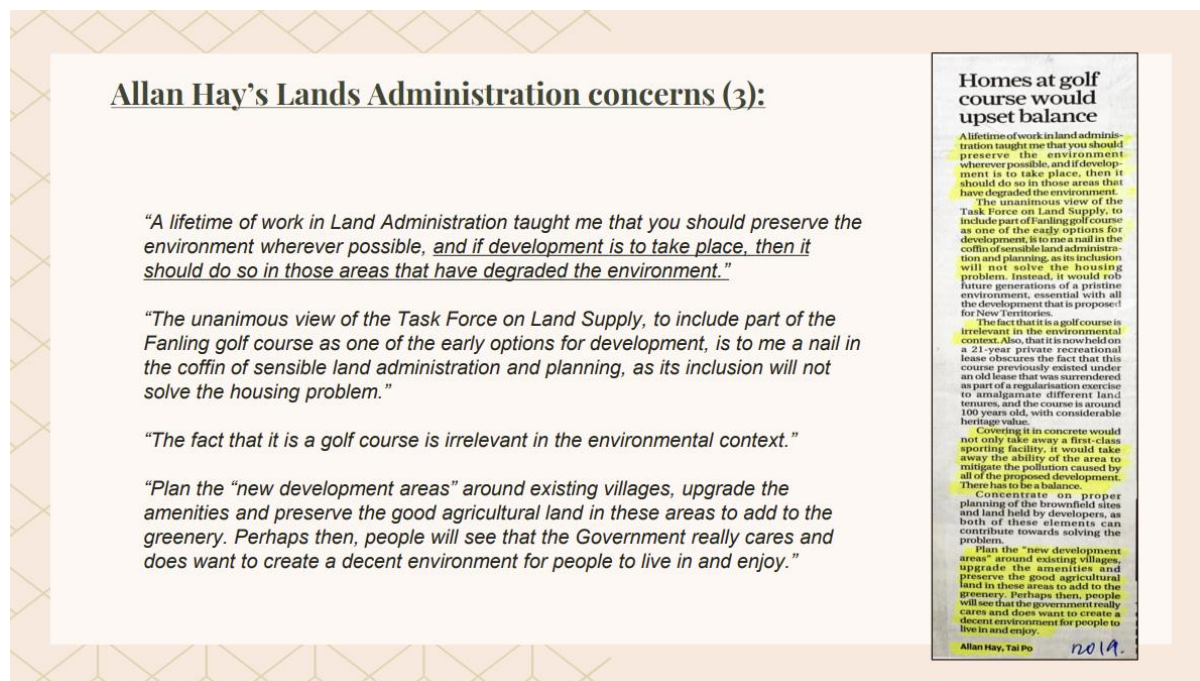 Allan Hay’s Lands Administration concerns (3):
“A lifetime of work in Land Administration taught me that you should preserve the
environment wherever possible, and if development is to take place, then it
should do so in those areas that have degraded the environment.”
“The unanimous view of the Task Force on Land Supply, to include part of the
Fanling golf course as one of the early options for development, is to me a nail in
the coffin of sensible land administration and planning, as its inclusion will not
solve the housing problem.”
“The fact that it is a golf course is irrelevant in the environmental context.”
“Plan the “new development areas” around existing villages, upgrade the
amenities and preserve the good agricultural land in these areas to add to the
greenery. Perhaps then, people will see that the Government really cares and
does want to create a decent environment for people to live in and enjoy.”
Homes at golf
course would
upset balance
A lifetime of work in land adminis-
tration taught me that you should
preserve the environment
wherever possible, and if develop-
ment is to take place, then it
should do so in those areas that
have degraded the environment.
The unanimous view of the
Task Force on Land Supply, to
include part of Fanling golf course
as one of the early options for
development, is to me a nail in the
coffin of sensible land administra-
tion and planning, as its inclusion
will not solve the housing
problem. Instead, it would rob
future generations of a pristine
environment, essential with all
the development that is proposed
for New Territories.
The fact that it is a golf course is
irrelevant in the environmental
context. Also, that it is now held on
a 21-year private recreational
lease obscures the fact that this
course previously existed under
an old lease that was surrendered
as part of a regularisation exercise
to amalgamate different land
tenures, and the course is around
100 years old, with considerable
heritage value.
Covering it in concrete would
not only take away a first-class
sporting facility, it would take
away the ability of the area to
mitigate the pollution caused by
all of the proposed development.
There has to be a balance.
Concentrate on proper
planning of the brownfield sites
and land held by developers, as
both of these elements can
contribute towards solving the
problem.
Plan the “new development
areas” around existing villages,
upgrade the amenities and
preserve the good agricultural
land in these areas to add to the
greenery. Perhaps then, people
will see that the government really
cares and does want to create a
decent environment for people to
live in and enjoy.
Allan Hay, Tai Po